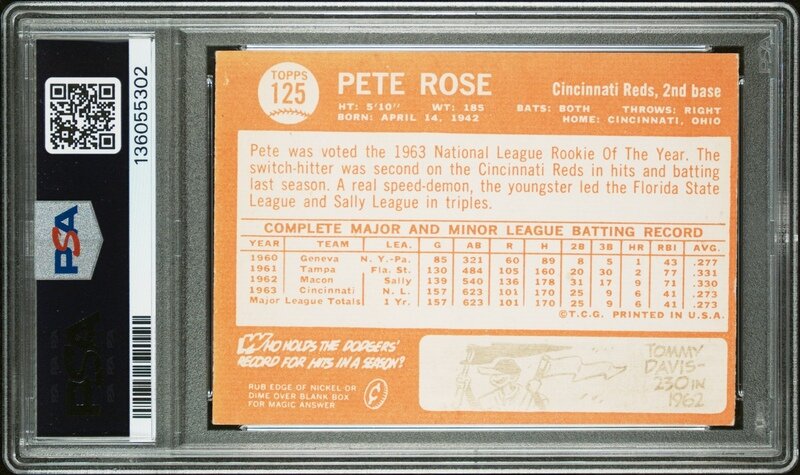 136055302
PSA
PSA
TOPPS
125
PETE ROSE
Cincinnati Reds, 2nd base
HT: 5'10" WT: 185 BATS: BOTH THROWS: RIGHT
BORN: APRIL 14, 1942 HOME: CINCINNATI, OHIO
Pete was voted the 1963 National League Rookie Of The Year. The
switch-hitter was second on the Cincinnati Reds in hits and batting
last season. A real speed-demon, the youngster led the Florida State
League and Sally League in triples.
COMPLETE MAJOR AND MINOR LEAGUE BATTING RECORD
YEAR TEAM LEA. G AB R H 2B 3B HR RBI AVG.
1960 Geneva N.Y.-Pa. 85 321 60 89 8 5 1 43 .277
1961 Tampa Fla. St. 130 484 105 160 20 30 2 77 .331
1962 Macon Sally 139 540 136 178 31 17 9 71 .330
1963 Cincinnati N. L. 157 623 101 170 25 9 6 41 .273
Major League Totals 1 Yr. 157 623 101 170 25 9 6 41 .273
©T.C.G. PRINTED IN U.S.A.
WHO HOLDS THE DODGERS'
RECORD FOR HITS IN A SEASON?
RUB EDGE OF NICKEL OR
DIME OVER BLANK BOX
FOR MAGIC ANSWER
TOMMY
DAVIS-
230 IN
1962